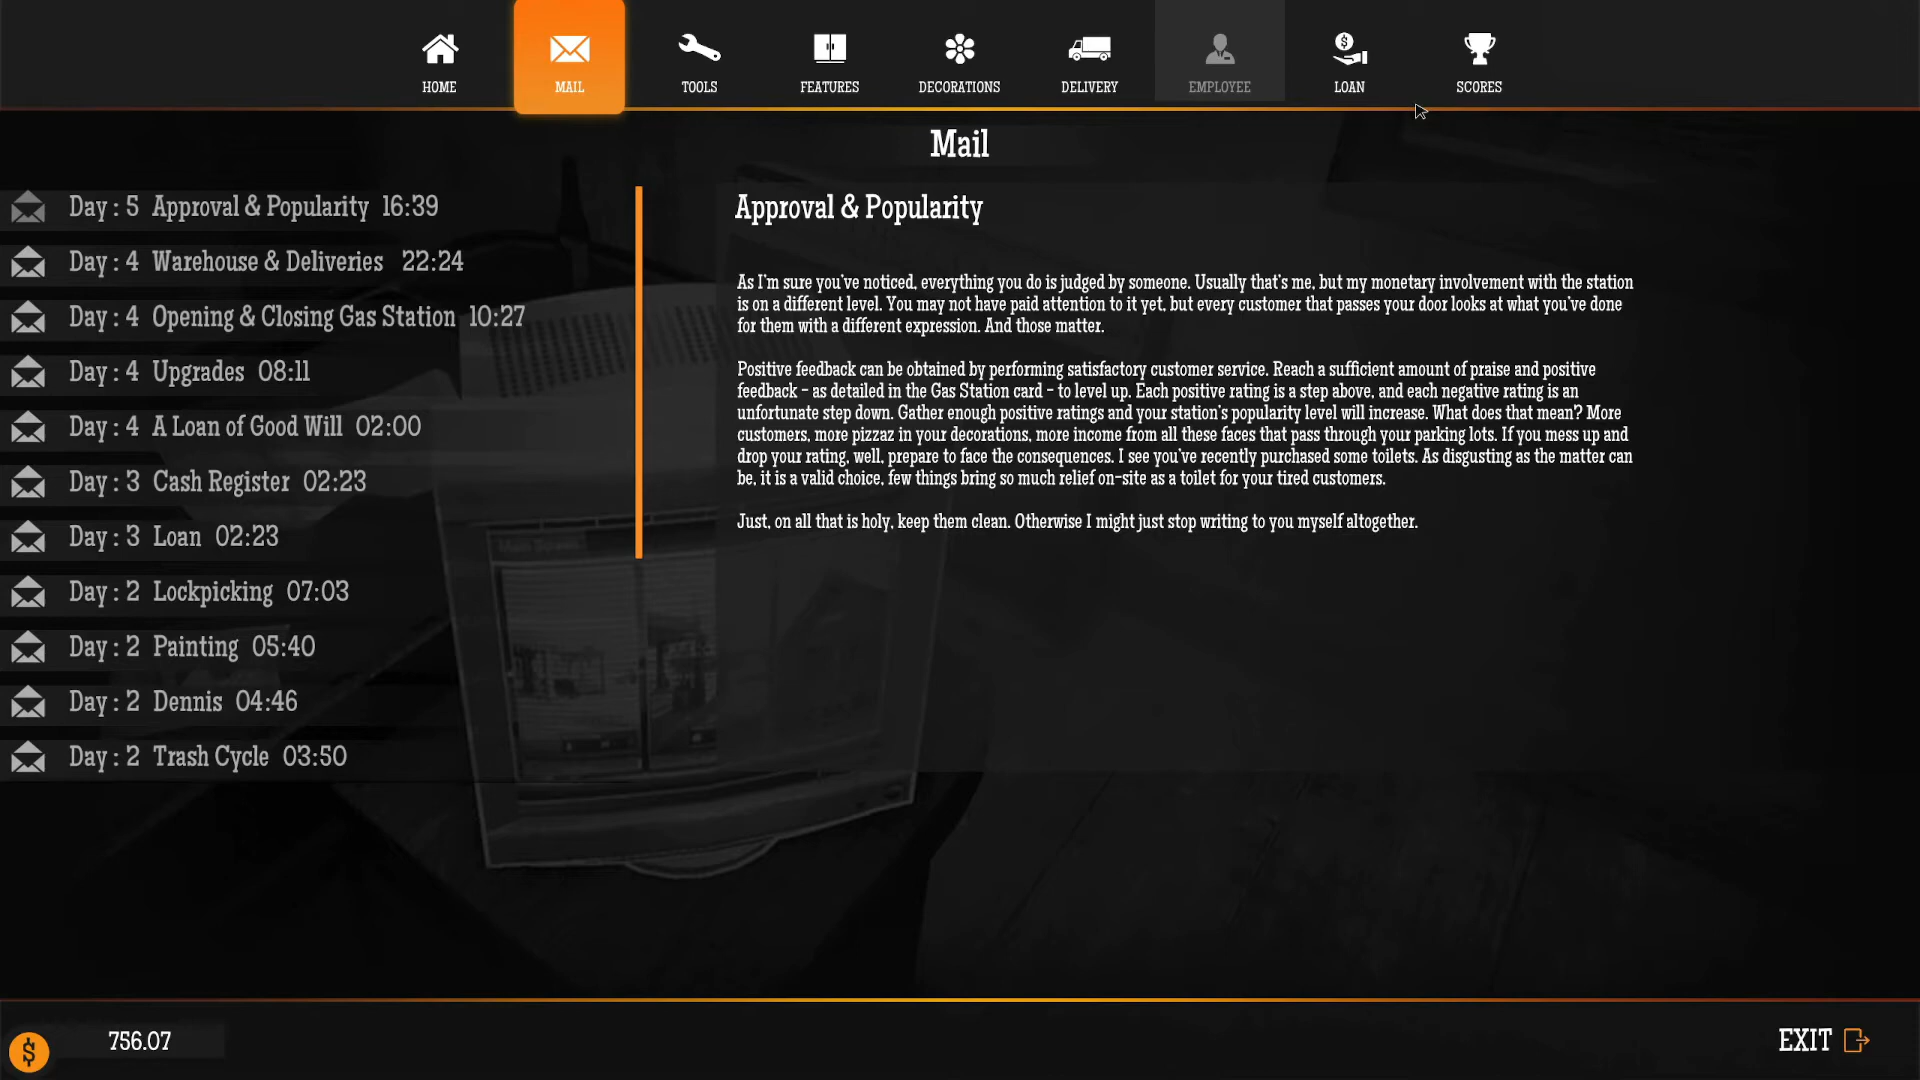 HOME
MAIL
TOOLS
FEATURES
DECORATIONS
DELIVERY
EMPLOYEE
LOAN
SCORES
Mail
Day : 5 Approval & Popularity 16:39
Day : 4 Warehouse & Deliveries 22:24
Day : 4 Opening & Closing Gas Station 10:27
Day : 4 Upgrades 08:11
Day : 4 A Loan of Good Will 02:00
Day : 3 Cash Register 02:23
Day : 3 Loan 02:23
Day : 2 Lockpicking 07:03
Day : 2 Painting 05:40
Day : 2 Dennis 04:46
Day : 2 Trash Cycle 03:50
Approval & Popularity
As I'm sure you've noticed, everything you do is judged by someone. Usually that's me, but my monetary involvement with the station
is on a different level. You may not have paid attention to it yet, but every customer that passes your door looks at what you've done
for them with a different expression. And those matter.
Positive feedback can be obtained by performing satisfactory customer service. Reach a sufficient amount of praise and positive
feedback - as detailed in the Gas Station card - to level up. Each positive rating is a step above, and each negative rating is an
unfortunate step down. Gather enough positive ratings and your station's popularity level will increase. What does that mean? More
customers, more pizzaz in your decorations, more income from all these faces that pass through your parking lots. If you mess up and
drop your rating, well, prepare to face the consequences. I see you've recently purchased some toilets. As disgusting as the matter can
be, it is a valid choice, few things bring so much relief on-site as a toilet for your tired customers.
Just, on all that is holy, keep them clean. Otherwise I might just stop writing to you myself altogether.
$ 756.07
EXIT